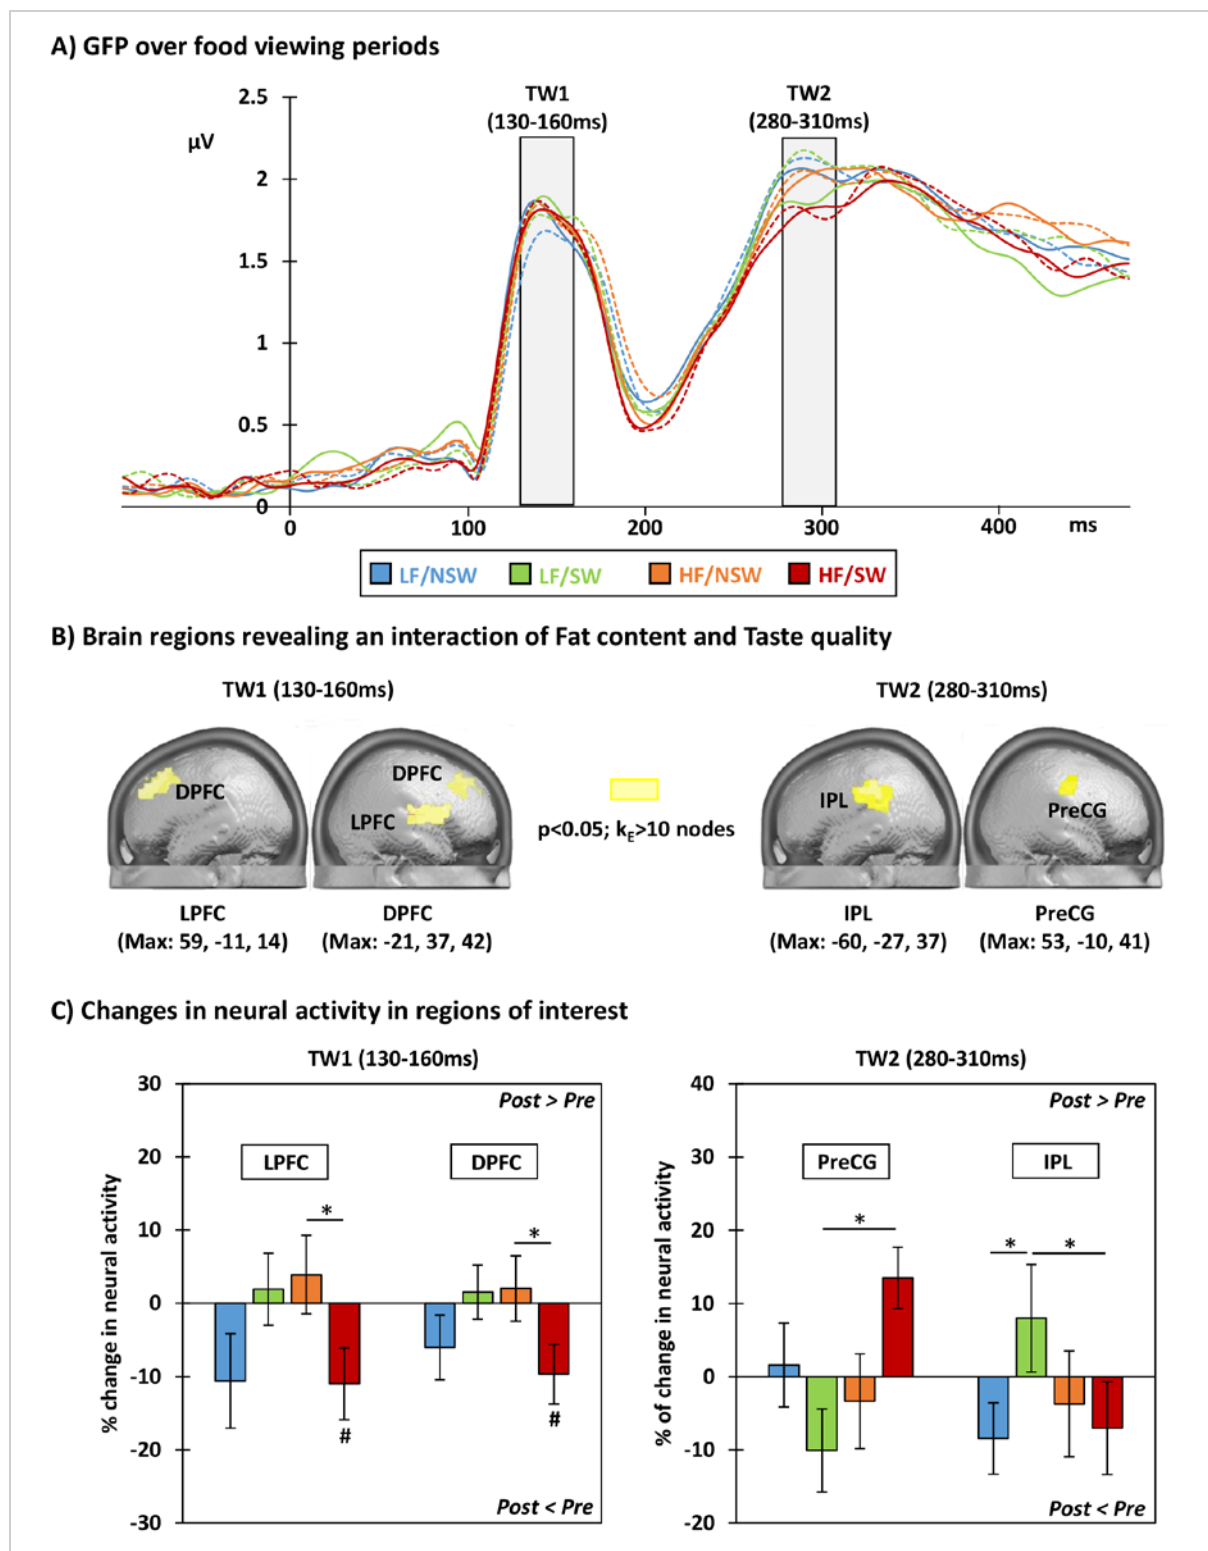 A) GFP over food viewing periods
TW1
(130-160ms)
TW2
(280-310ms)
µV
2.5
2
1.5
1
0.5
0
0
100
200
300
400
ms
LF/NSW
LF/SW
HF/NSW
HF/SW
B) Brain regions revealing an interaction of Fat content and Taste quality
TW1 (130-160ms)
TW2 (280-310ms)
DPFC
DPFC
LPFC
IPL
PreCG
p<0.05; kE>10 nodes
LPFC
(Max: 59, -11, 14)
DPFC
(Max: -21, 37, 42)
IPL
(Max: -60, -27, 37)
PreCG
(Max: 53, -10, 41)
C) Changes in neural activity in regions of interest
TW1 (130-160ms)
% change in neural activity
30
20
10
0
-10
-20
-30
Post > Pre
LPFC
DPFC
*
*
#
#
Post < Pre
TW2 (280-310ms)
% of change in neural activity
40
30
20
10
0
-10
-20
Post > Pre
PreCG
IPL
*
*
*
Post < Pre